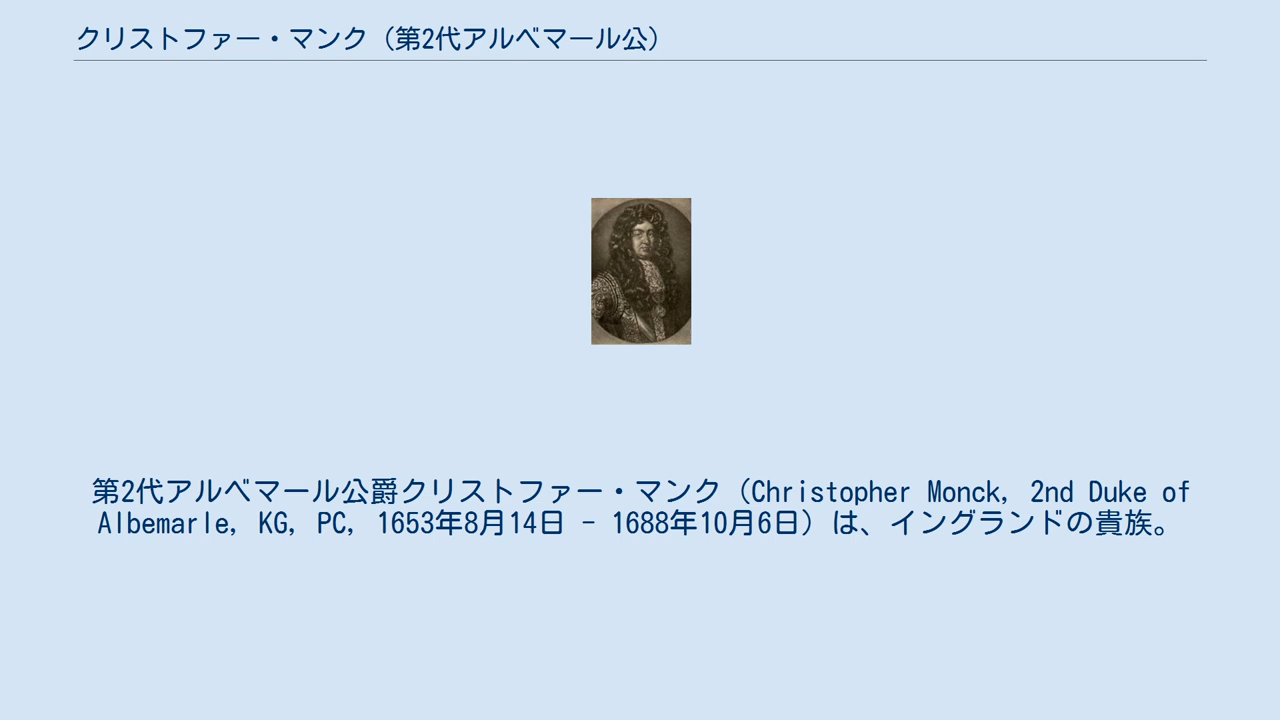 クリストファー・マンク（第2代アルベマール公）
第2代アルベマール公爵クリストファー・マンク（Christopher Monck, 2nd Duke of
Albemarle, KG, PC, 1653年8月14日 - 1688年10月6日）は、イングランドの貴族。